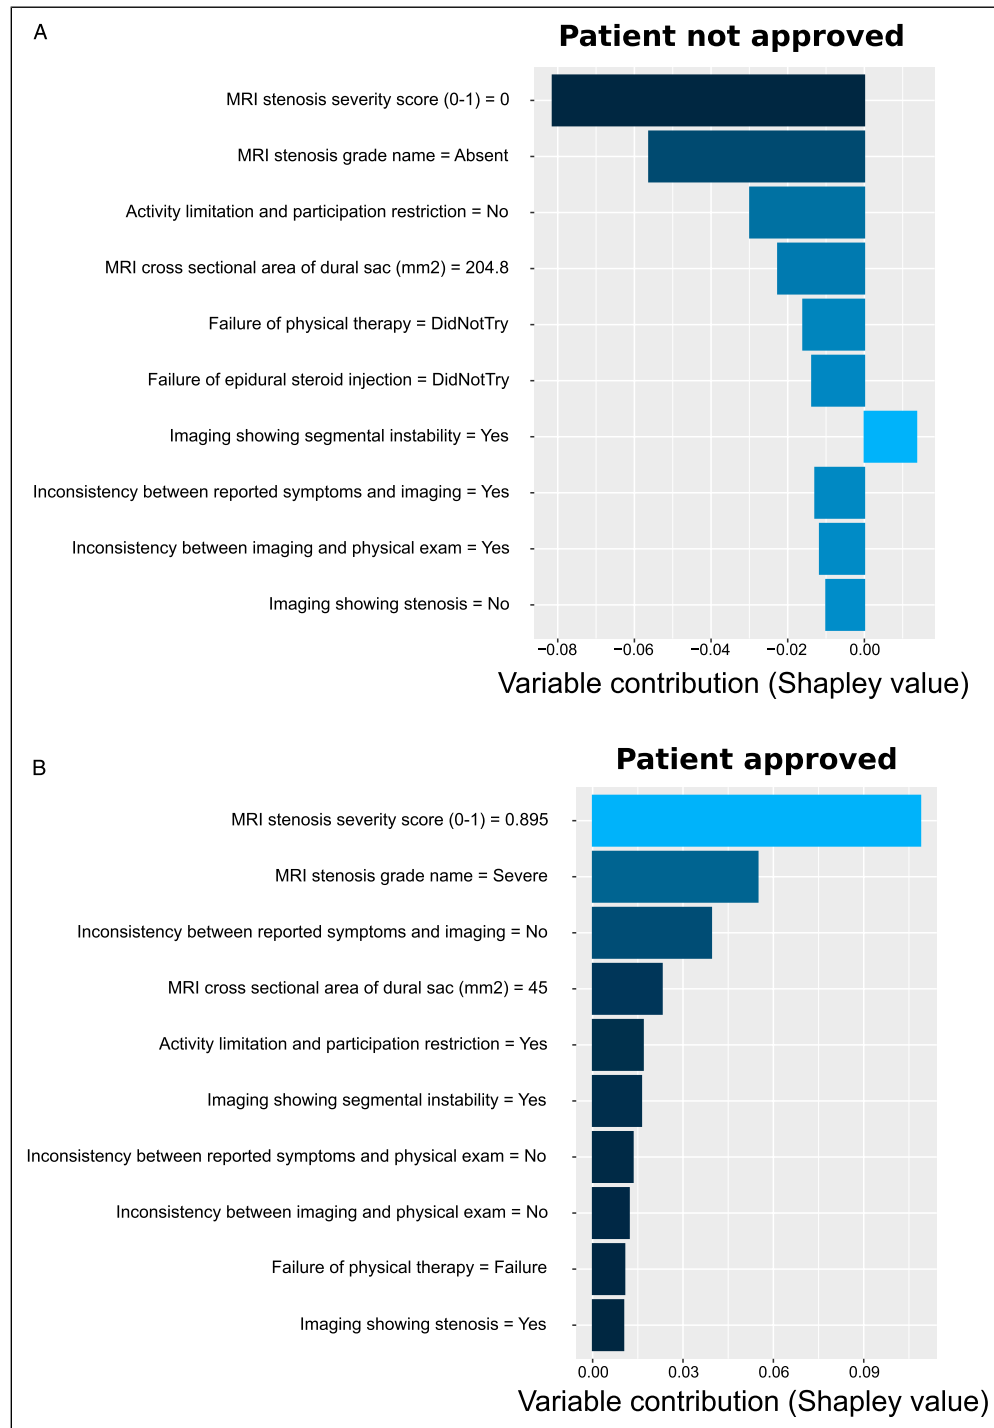 A
Patient not approved
MRI stenosis severity score (0-1) = 0
MRI stenosis grade name = Absent
Activity limitation and participation restriction = No
MRI cross sectional area of dural sac (mm2) = 204.8
Failure of physical therapy = DidNotTry
Failure of epidural steroid injection = DidNotTry
Imaging showing segmental instability = Yes
Inconsistency between reported symptoms and imaging = Yes
Inconsistency between imaging and physical exam = Yes
Imaging showing stenosis = No
−0.08 −0.06 −0.04 −0.02 0.00
Variable contribution (Shapley value)
B
Patient approved
MRI stenosis severity score (0-1) = 0.895
MRI stenosis grade name = Severe
Inconsistency between reported symptoms and imaging = No
MRI cross sectional area of dural sac (mm2) = 45
Activity limitation and participation restriction = Yes
Imaging showing segmental instability = Yes
Inconsistency between reported symptoms and physical exam = No
Inconsistency between imaging and physical exam = No
Failure of physical therapy = Failure
Imaging showing stenosis = Yes
0.00 0.03 0.06 0.09
Variable contribution (Shapley value)